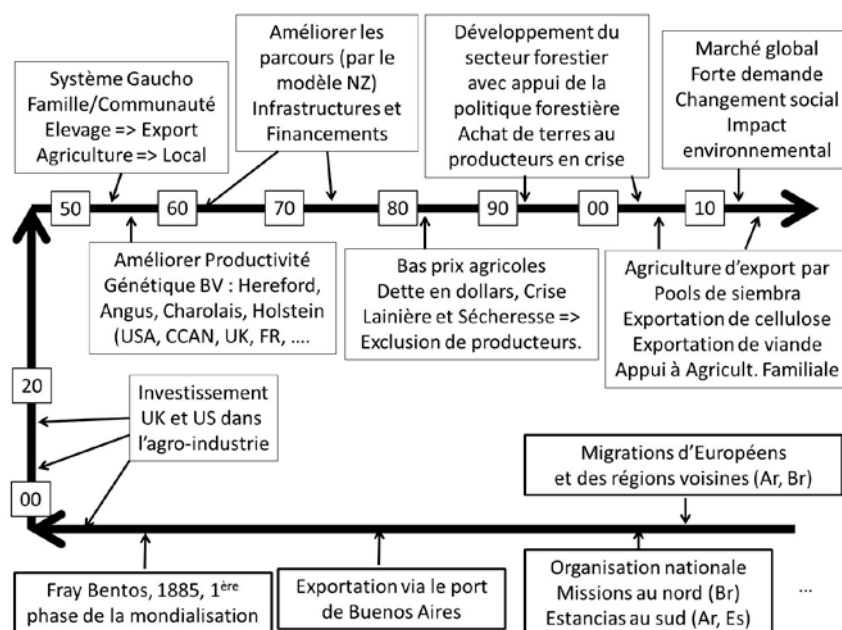 Système Gaucho
Famille/Communauté
Elevage => Export
Agriculture => Local
Améliorer les
parcours (par le
modèle NZ)
Infrastructures et
Financements
Développement du
secteur forestier
avec appui de la
politique forestière
Achat de terres au
producteurs en crise
Marché global
Forte demande
Changement social
Impact
environnemental
50
60
70
80
90
00
10
Améliorer Productivité
Génétique BV : Hereford,
Angus, Charolais, Holstein
(USA, CCAN, UK, FR, ....
Bas prix agricoles
Dette en dollars, Crise
Lainière et Sécheresse =>
Exclusion de producteurs.
Agriculture d'export par
Pools de siembra
Exportation de cellulose
Exportation de viande
Appui à Agricult. Familiale
20
00
Investissement
UK et US dans
l'agro-industrie
Migrations d'Européens
et des régions voisines (Ar, Br)
Fray Bentos, 1885, 1ère
phase de la mondialisation
Exportation via le port
de Buenos Aires
Organisation nationale
Missions au nord (Br)
Estancias au sud (Ar, Es)
...